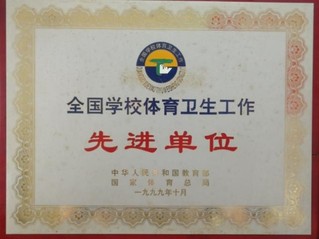 全国学校体育卫生工作
先进单位
中华人民 和国教育部
国家体育总局
一九九九年十月